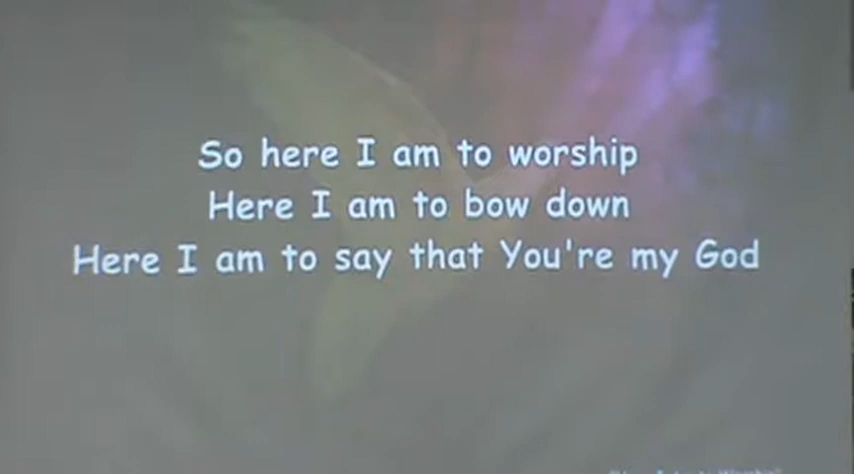 So here I am to worship
Here I am to bow down
Here I am to say that You're my God